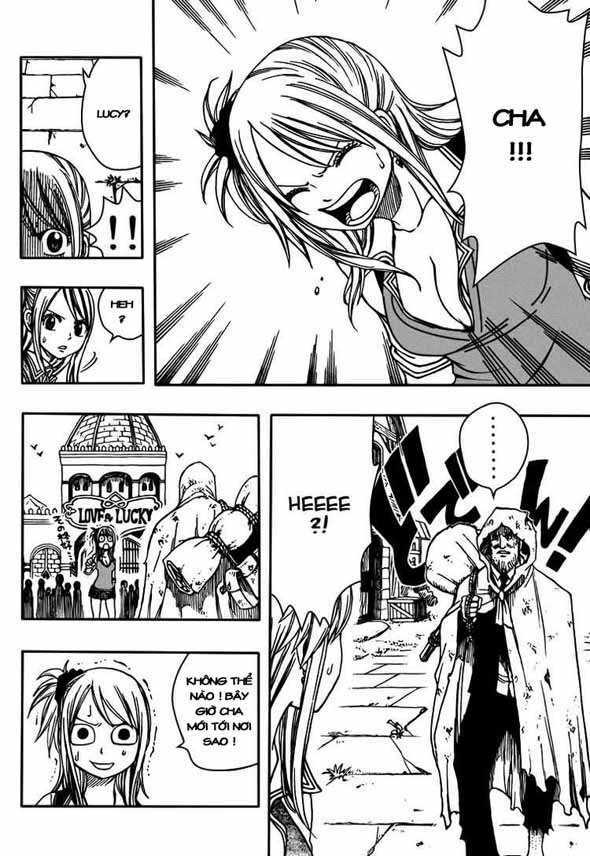 CHA
!!!
LUCY?
!!
HEH
?
......
HEEEE
?!
LOVE & LUCKY
KHÔNG THỂ
NÀO ! BÂY
GIỜ CHA
MỚI TỚI NƠI
SAO !